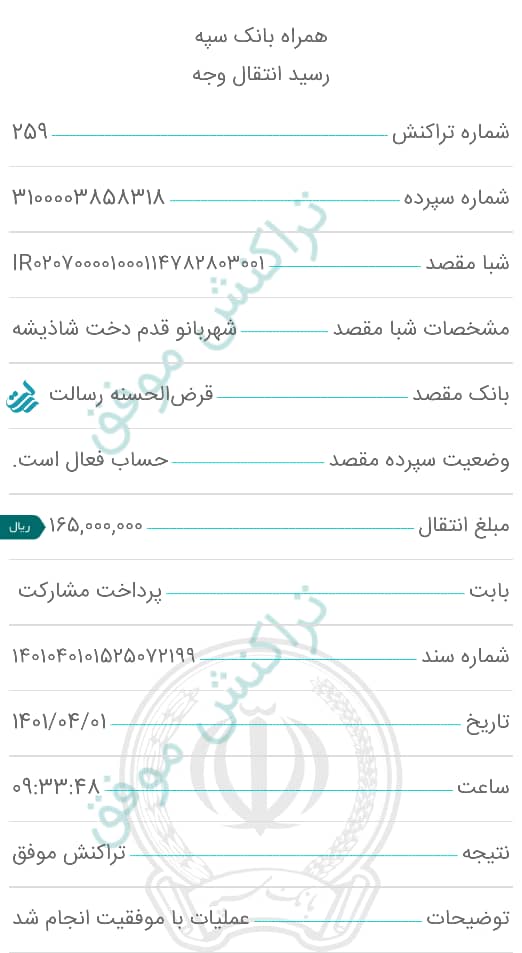 همراه بانک سپه
رسید انتقال وجه
شماره تراکنش ۲۵۹
شماره سپرده ۳۱۰۰۰۰۳۸۵۸۳۱۸
شبا مقصد IR۰۲۰۷۰۰۰۰۱۰۰۰۱۱۴۷۸۲۸۰۳۰۰۱
مشخصات شبا مقصد شهربانو قدم دخت شاذیشه
بانک مقصد قرض‌الحسنه رسالت
وضعیت سپرده مقصد حساب فعال است.
مبلغ انتقال ۱۶۵,۰۰۰,۰۰۰ ریال
بابت پرداخت مشارکت
شماره سند ۱۴۰۱۰۴۰۱۰۱۵۲۵۰۷۲۱۹۹
تاریخ ۱۴۰۱/۰۴/۰۱
ساعت ۰۹:۳۳:۴۸
نتیجه تراکنش موفق
توضیحات عملیات با موفقیت انجام شد
تراکنش موفق
تراکنش موفق
بانک سپه